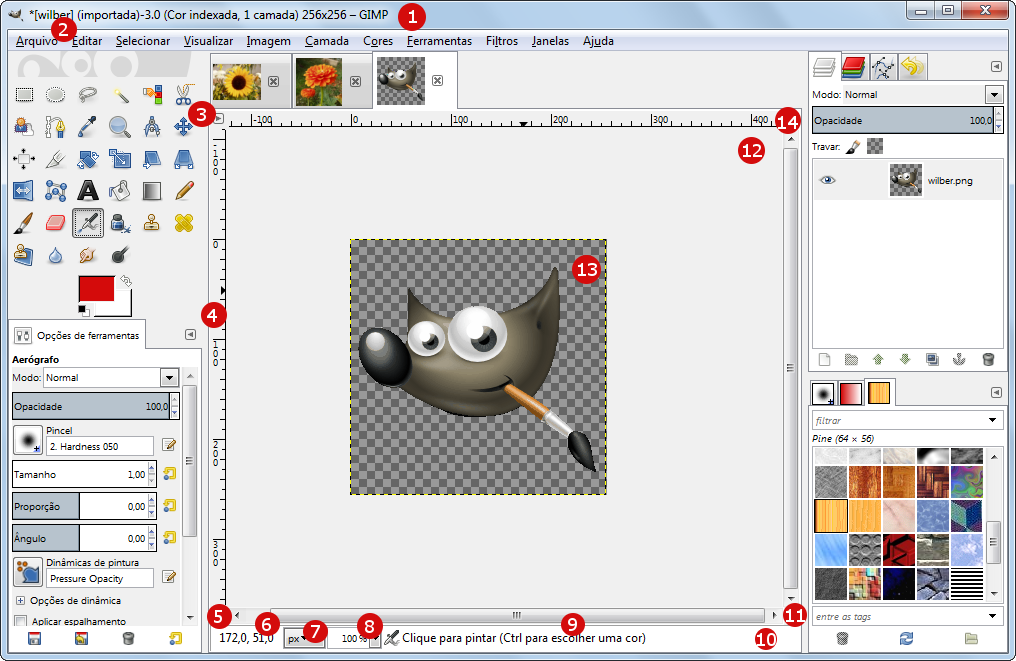 *[wilber] (importada)-3.0 (Cor indexada, 1 camada) 256x256 – GIMP
1
2
Arquivo Editar Selecionar Visualizar Imagem Camada Cores Ferramentas Filtros Janelas Ajuda
3
-100 0 100 200 300 400
14
12
100
0
100
200
300
13
4
Opções de ferramentas
Aerógrafo
Modo: Normal
Opacidade 100,0
Pincel
2. Hardness 050
Tamanho 1,00
Proporção 0,00
Ângulo 0,00
Dinâmicas de pintura
Pressure Opacity
Opções de dinâmica
Aplicar espalhamento
5
6
7
8
9
10
11
172,0, 51,0
px
100 %
Clique para pintar (Ctrl para escolher uma cor)
Modo: Normal
Opacidade 100,0
Travar:
wilber.png
filtrar
Pine (64 × 56)
entre as tags